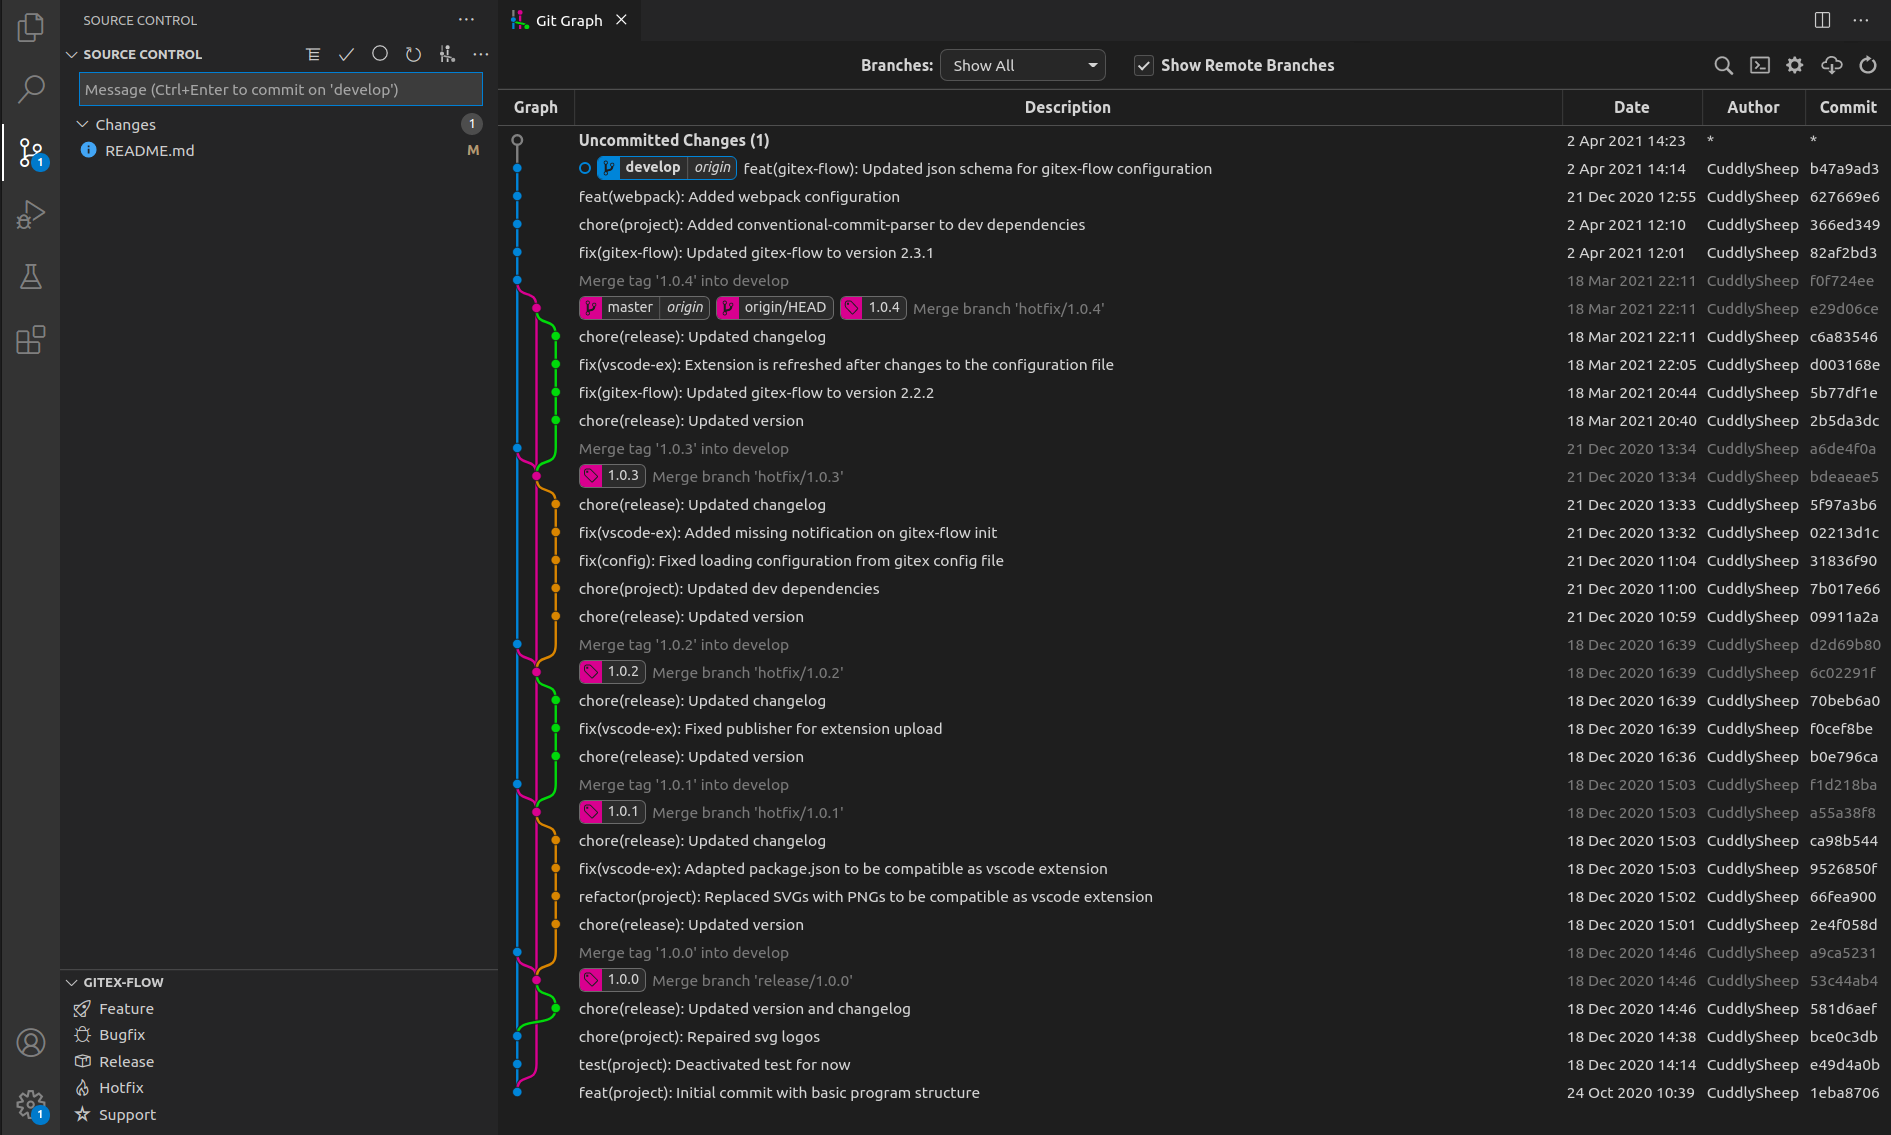 SOURCE CONTROL
SOURCE CONTROL
Message (Ctrl+Enter to commit on 'develop')
Changes 1
README.md M
1
GITEX-FLOW
Feature
Bugfix
Release
Hotfix
Support
1
Git Graph
Branches: Show All Show Remote Branches
Graph Description Date Author Commit
Uncommitted Changes (1) 2 Apr 2021 14:23 * *
develop origin feat(gitex-flow): Updated json schema for gitex-flow configuration 2 Apr 2021 14:14 CuddlySheep b47a9ad3
feat(webpack): Added webpack configuration 21 Dec 2020 12:55 CuddlySheep 627669e6
chore(project): Added conventional-commit-parser to dev dependencies 2 Apr 2021 12:10 CuddlySheep 366ed349
fix(gitex-flow): Updated gitex-flow to version 2.3.1 2 Apr 2021 12:01 CuddlySheep 82af2bd3
Merge tag '1.0.4' into develop 18 Mar 2021 22:11 CuddlySheep f0f724ee
master origin origin/HEAD 1.0.4 Merge branch 'hotfix/1.0.4' 18 Mar 2021 22:11 CuddlySheep e29d06ce
chore(release): Updated changelog 18 Mar 2021 22:11 CuddlySheep c6a83546
fix(vscode-ex): Extension is refreshed after changes to the configuration file 18 Mar 2021 22:05 CuddlySheep d003168e
fix(gitex-flow): Updated gitex-flow to version 2.2.2 18 Mar 2021 20:44 CuddlySheep 5b77df1e
chore(release): Updated version 18 Mar 2021 20:40 CuddlySheep 2b5da3dc
Merge tag '1.0.3' into develop 21 Dec 2020 13:34 CuddlySheep a6de4f0a
1.0.3 Merge branch 'hotfix/1.0.3' 21 Dec 2020 13:34 CuddlySheep bdeaeae5
chore(release): Updated changelog 21 Dec 2020 13:33 CuddlySheep 5f97a3b6
fix(vscode-ex): Added missing notification on gitex-flow init 21 Dec 2020 13:32 CuddlySheep 02213d1c
fix(config): Fixed loading configuration from gitex config file 21 Dec 2020 11:04 CuddlySheep 31836f90
chore(project): Updated dev dependencies 21 Dec 2020 11:00 CuddlySheep 7b017e66
chore(release): Updated version 21 Dec 2020 10:59 CuddlySheep 09911a2a
Merge tag '1.0.2' into develop 18 Dec 2020 16:39 CuddlySheep d2d69b80
1.0.2 Merge branch 'hotfix/1.0.2' 18 Dec 2020 16:39 CuddlySheep 6c02291f
chore(release): Updated changelog 18 Dec 2020 16:39 CuddlySheep 70beb6a0
fix(vscode-ex): Fixed publisher for extension upload 18 Dec 2020 16:39 CuddlySheep f0cef8be
chore(release): Updated version 18 Dec 2020 16:36 CuddlySheep b0e796ca
Merge tag '1.0.1' into develop 18 Dec 2020 15:03 CuddlySheep f1d218ba
1.0.1 Merge branch 'hotfix/1.0.1' 18 Dec 2020 15:03 CuddlySheep a55a38f8
chore(release): Updated changelog 18 Dec 2020 15:03 CuddlySheep ca98b544
fix(vscode-ex): Adapted package.json to be compatible as vscode extension 18 Dec 2020 15:03 CuddlySheep 9526850f
refactor(project): Replaced SVGs with PNGs to be compatible as vscode extension 18 Dec 2020 15:02 CuddlySheep 66fea900
chore(release): Updated version 18 Dec 2020 15:01 CuddlySheep 2e4f058d
Merge tag '1.0.0' into develop 18 Dec 2020 14:46 CuddlySheep a9ca5231
1.0.0 Merge branch 'release/1.0.0' 18 Dec 2020 14:46 CuddlySheep 53c44ab4
chore(release): Updated version and changelog 18 Dec 2020 14:46 CuddlySheep 581d6aef
chore(project): Repaired svg logos 18 Dec 2020 14:38 CuddlySheep bce0c3db
test(project): Deactivated test for now 18 Dec 2020 14:14 CuddlySheep e49d4a0b
feat(project): Initial commit with basic program structure 24 Oct 2020 10:39 CuddlySheep 1eba8706